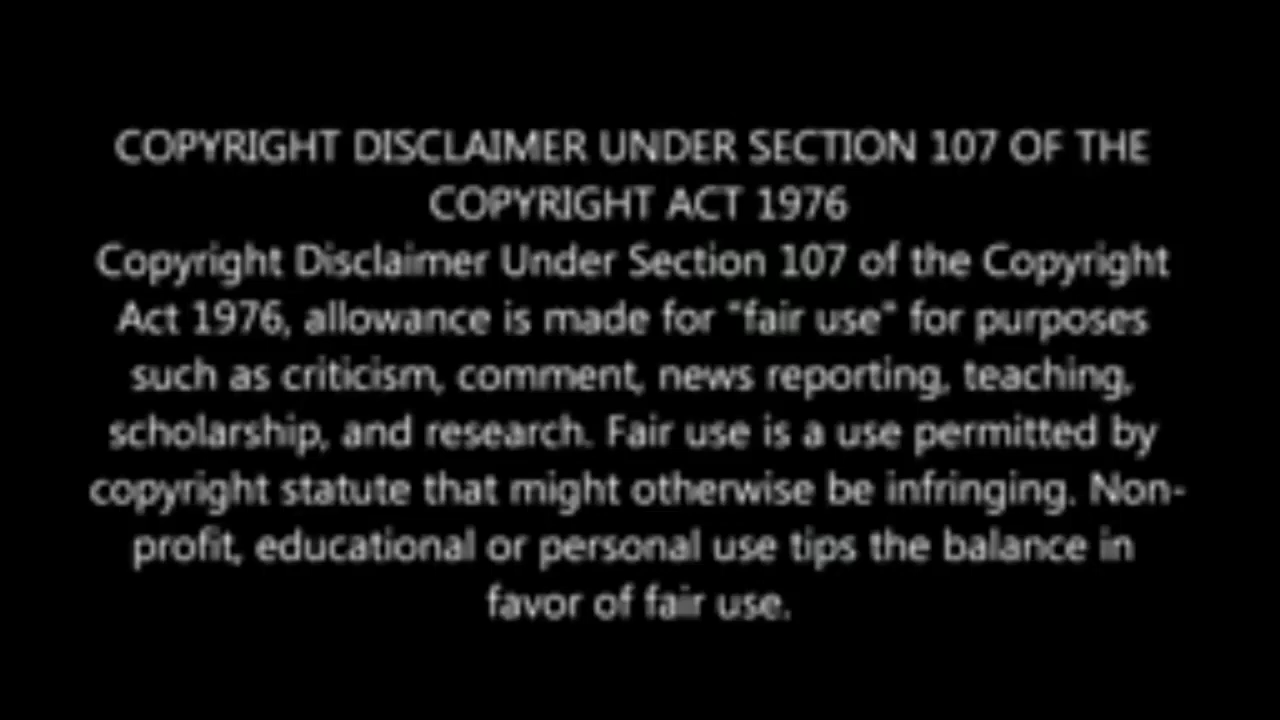 COPYRIGHT DISCLAIMER UNDER SECTION 107 OF THE
COPYRIGHT ACT 1976
Copyright Disclaimer Under Section 107 of the Copyright
Act 1976, allowance is made for "fair use" for purposes
such as criticism, comment, news reporting, teaching,
scholarship, and research. Fair use is a use permitted by
copyright statute that might otherwise be infringing. Non-
profit, educational or personal use tips the balance in
favor of fair use.